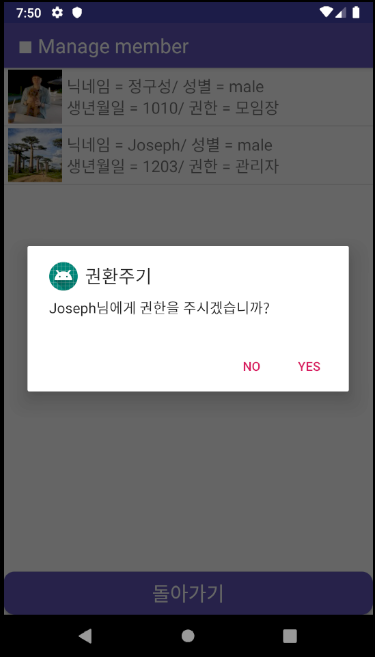 7:50
■ Manage member
닉네임 = 정구성/ 성별 = male
생년월일 = 1010/ 권한 = 모임장
닉네임 = Joseph/ 성별 = male
생년월일 = 1203/ 권한 = 관리자
권환주기
Joseph님에게 권한을 주시겠습니까?
NO YES
돌아가기